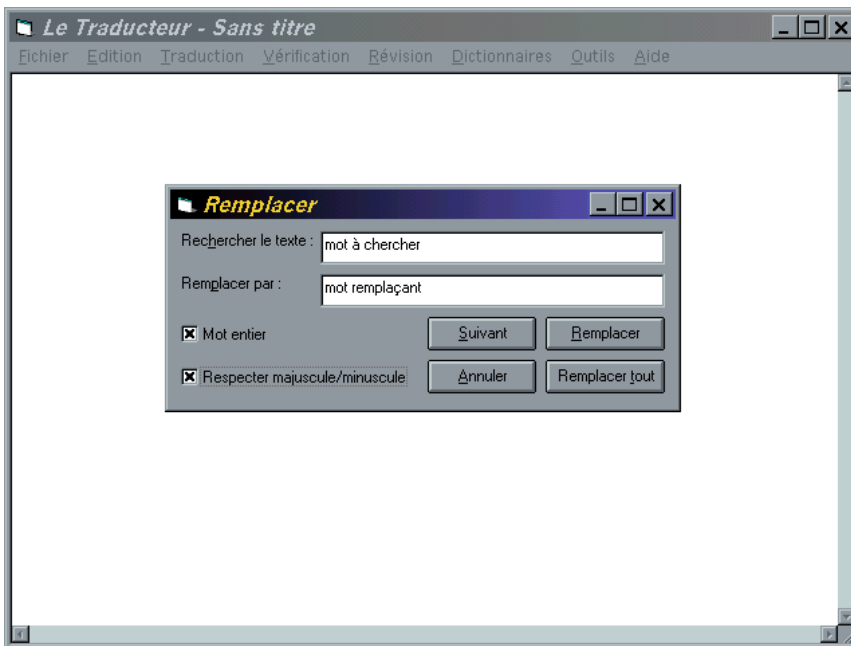 Le Traducteur - Sans titre
Fichier Edition Traduction Vérification Révision Dictionnaires Outils Aide
Remplacer
Rechercher le texte : mot à chercher
Remplacer par : mot remplaçant
Mot entier Suivant Remplacer
Respecter majuscule/minuscule Annuler Remplacer tout